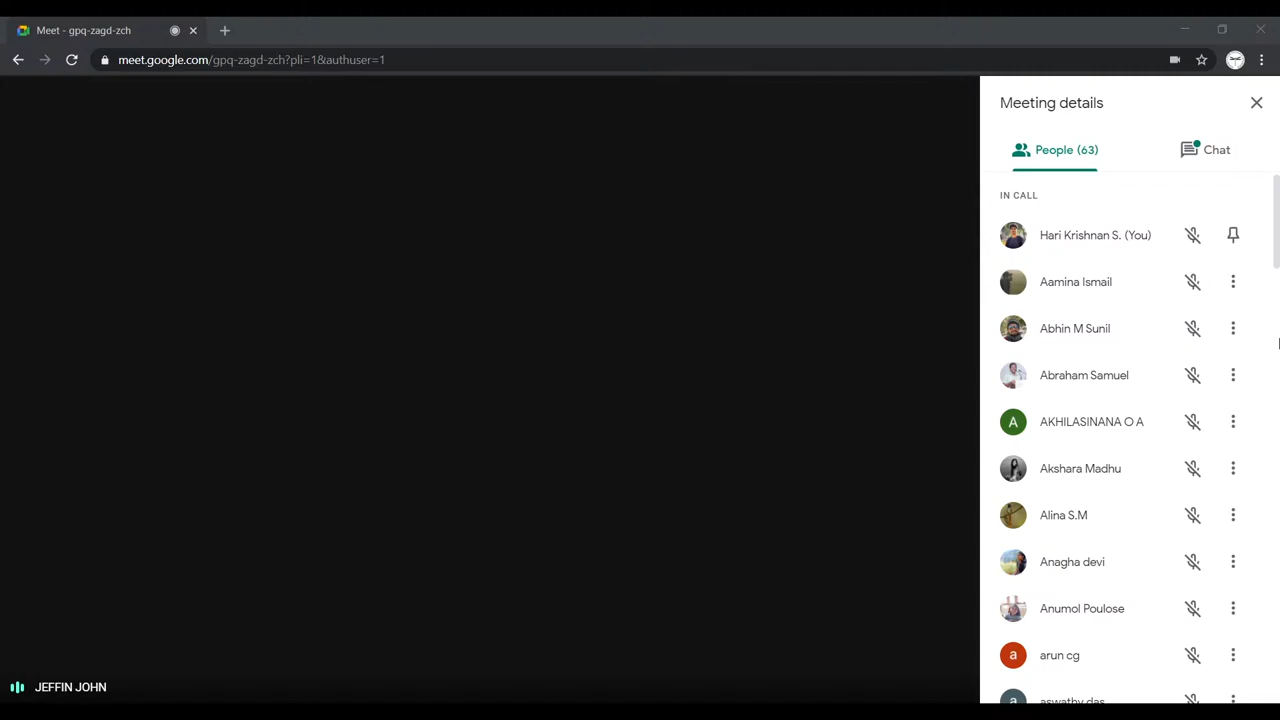 Meet - gpq-zagd-zch
meet.google.com/gpq-zagd-zch?pli=1&authuser=1
Meeting details
People (63)
Chat
IN CALL
Hari Krishnan S. (You)
Aamina Ismail
Abhin M Sunil
Abraham Samuel
A AKHILASINANA O A
Akshara Madhu
Alina S.M
Anagha devi
Anumol Poulose
a arun cg
a aswathy das
JEFFIN JOHN